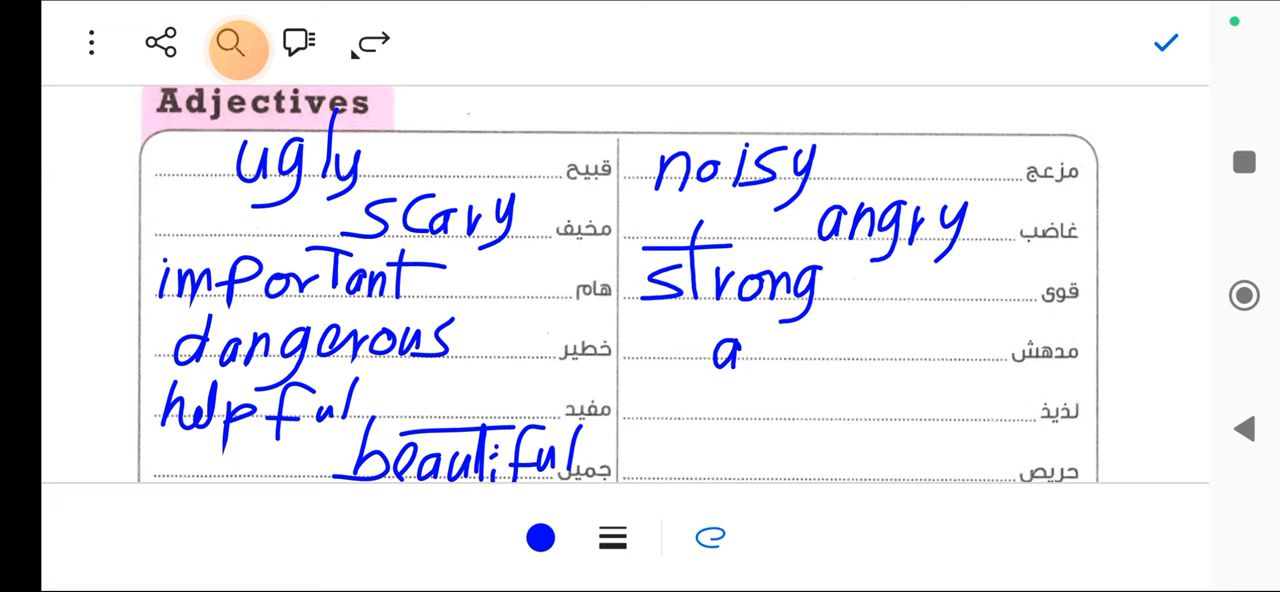 Adjectives
ugly قبيح
noisy مزعج
scary مخيف
angry غاضب
important هام
strong قوى
dangerous خطير
a مدهش
helpful مفيد
لذيذ
beautiful جميل
حريص